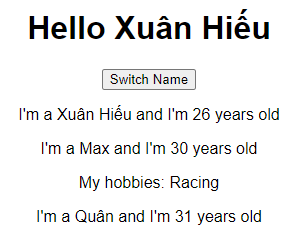 Hello Xuân Hiếu
Switch Name
I'm a Xuân Hiếu and I'm 26 years old
I'm a Max and I'm 30 years old
My hobbies: Racing
I'm a Quân and I'm 31 years old